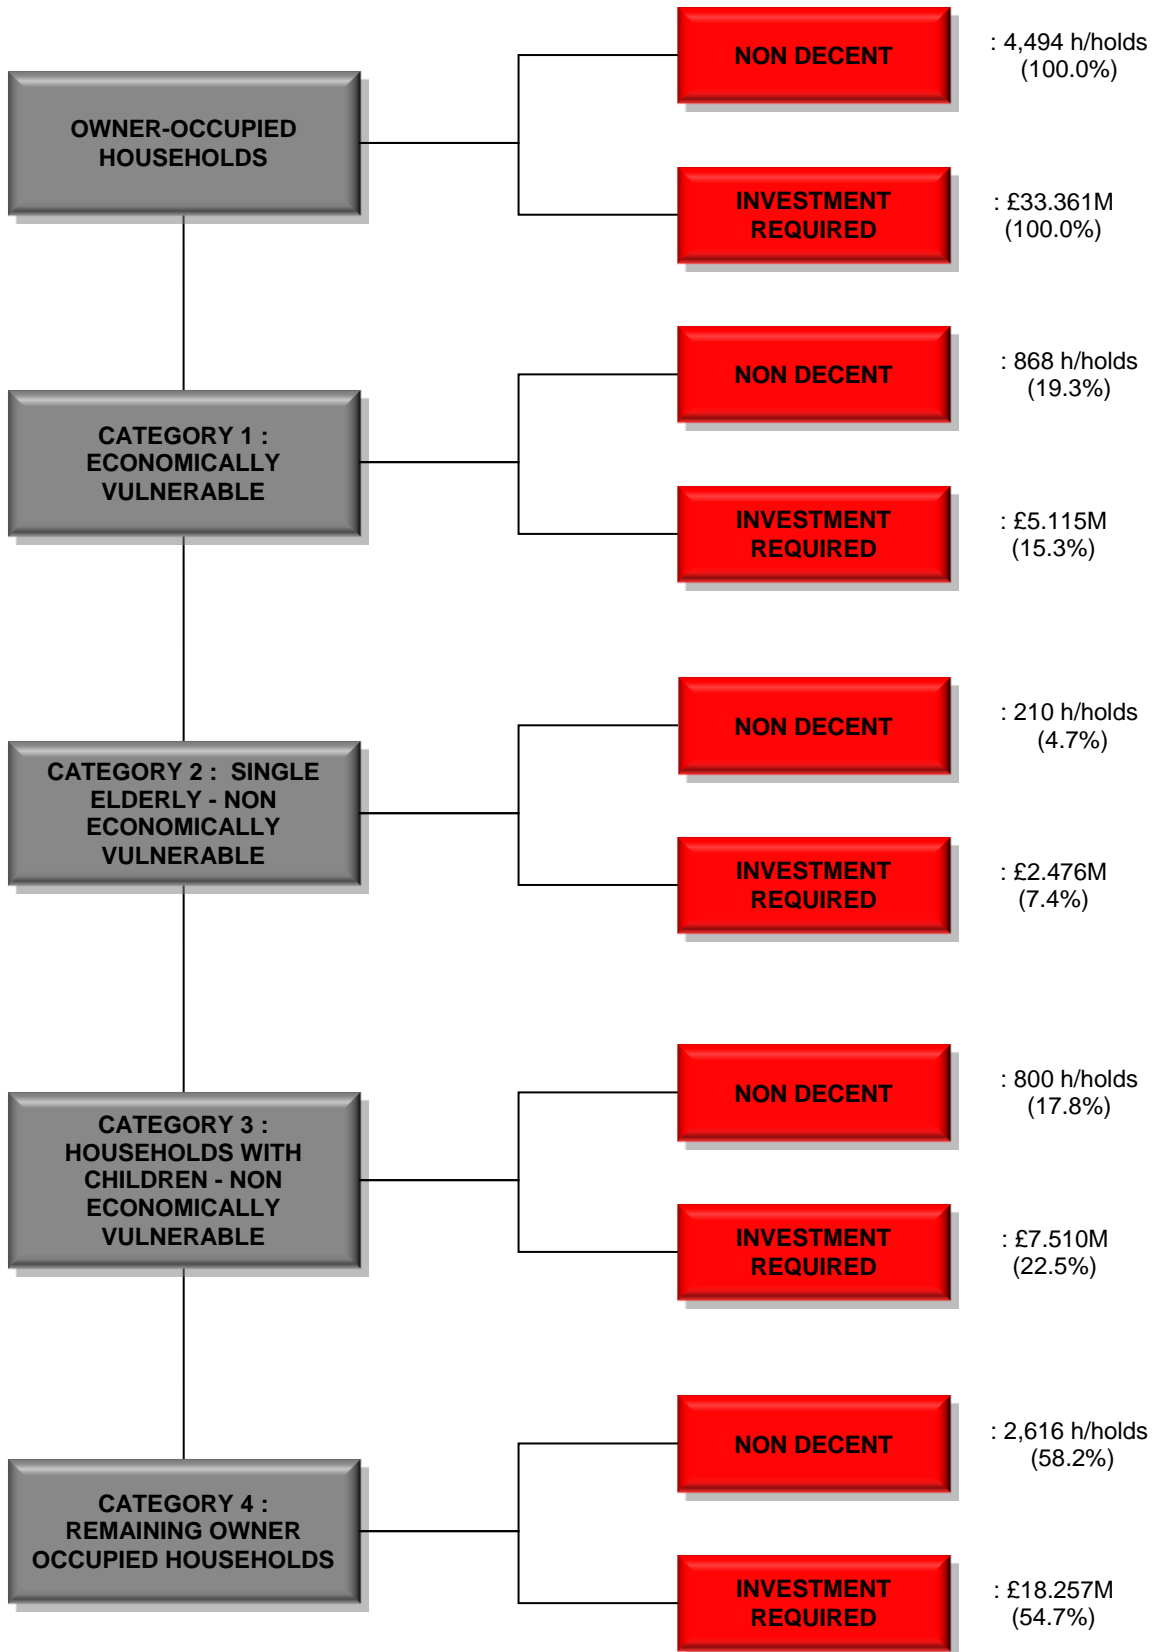 OWNER-OCCUPIED
HOUSEHOLDS
NON DECENT
: 4,494 h/holds
(100.0%)
INVESTMENT
REQUIRED
: £33.361M
(100.0%)
CATEGORY 1 :
ECONOMICALLY
VULNERABLE
NON DECENT
: 868 h/holds
(19.3%)
INVESTMENT
REQUIRED
: £5.115M
(15.3%)
CATEGORY 2 :  SINGLE
ELDERLY - NON
ECONOMICALLY
VULNERABLE
NON DECENT
: 210 h/holds
(4.7%)
INVESTMENT
REQUIRED
: £2.476M
(7.4%)
CATEGORY 3 :
HOUSEHOLDS WITH
CHILDREN - NON
ECONOMICALLY
VULNERABLE
NON DECENT
: 800 h/holds
(17.8%)
INVESTMENT
REQUIRED
: £7.510M
(22.5%)
CATEGORY 4 :
REMAINING OWNER
OCCUPIED HOUSEHOLDS
NON DECENT
: 2,616 h/holds
(58.2%)
INVESTMENT
REQUIRED
: £18.257M
(54.7%)